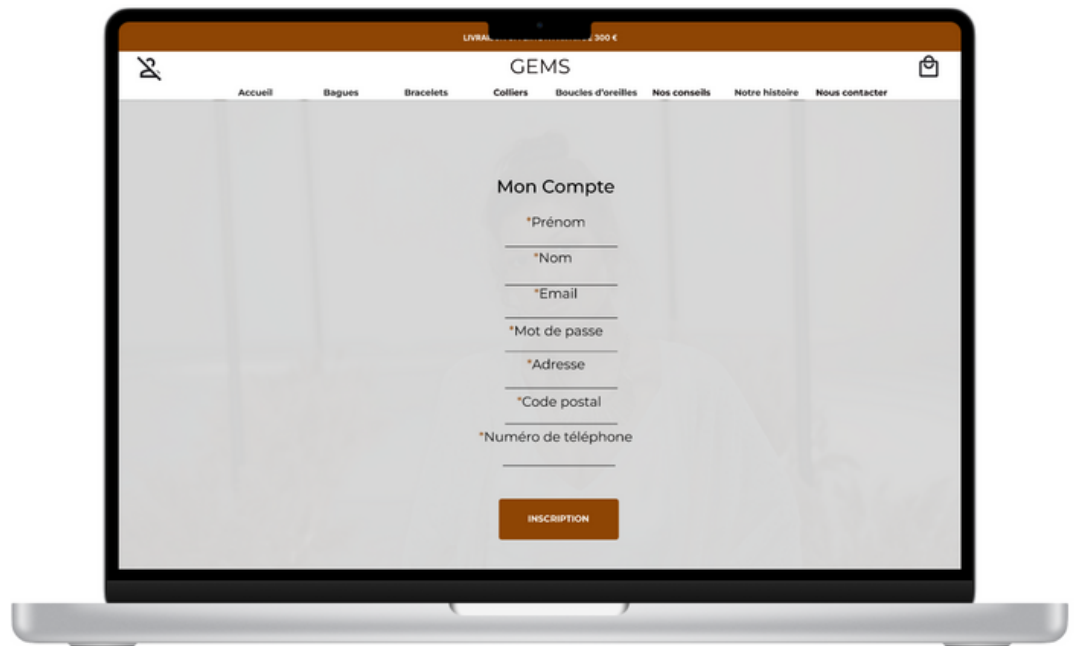 300 €
GEMS
Accueil Bagues Bracelets Colliers Boucles d'oreilles Nos conseils Notre histoire Nous contacter
Mon Compte
*Prénom
*Nom
*Email
*Mot de passe
*Adresse
*Code postal
*Numéro de téléphone
INSCRIPTION